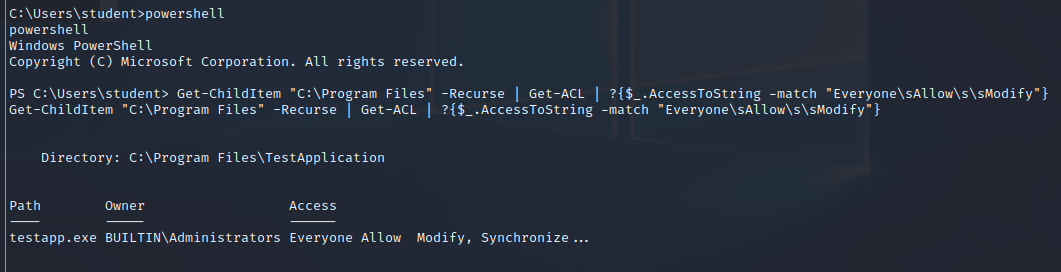 C:\Users\student>powershell
powershell
Windows PowerShell
Copyright (C) Microsoft Corporation. All rights reserved.
PS C:\Users\student> Get-ChildItem "C:\Program Files" -Recurse | Get-ACL | ?{$_.AccessToString -match "Everyone\sAllow\s\sModify"}
Get-ChildItem "C:\Program Files" -Recurse | Get-ACL | ?{$_.AccessToString -match "Everyone\sAllow\s\sModify"}
Directory: C:\Program Files\TestApplication
Path Owner Access
---- ----- ------
testapp.exe BUILTIN\Administrators Everyone Allow  Modify, Synchronize...